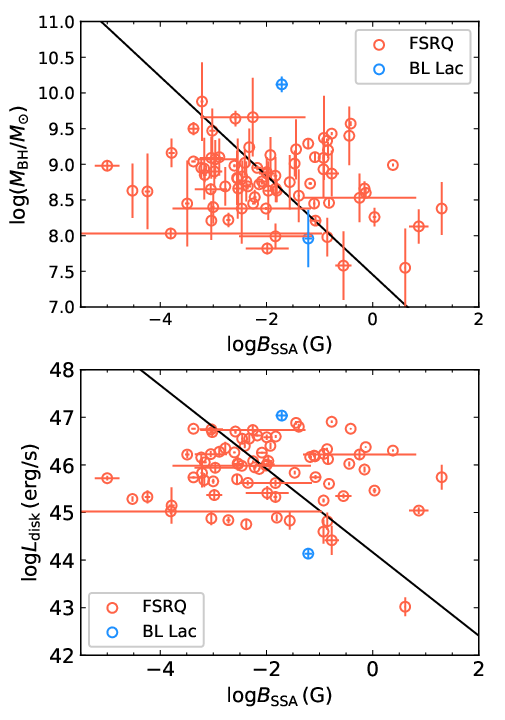 11.0
10.5
10.0
9.5
9.0
8.5
8.0
7.5
7.0
log(M_BH/M_⊙)
FSRQ
BL Lac
−4 −2 0 2
logB_SSA (G)
48
47
46
45
44
43
42
logL_disk (erg/s)
FSRQ
BL Lac
−4 −2 0 2
logB_SSA (G)